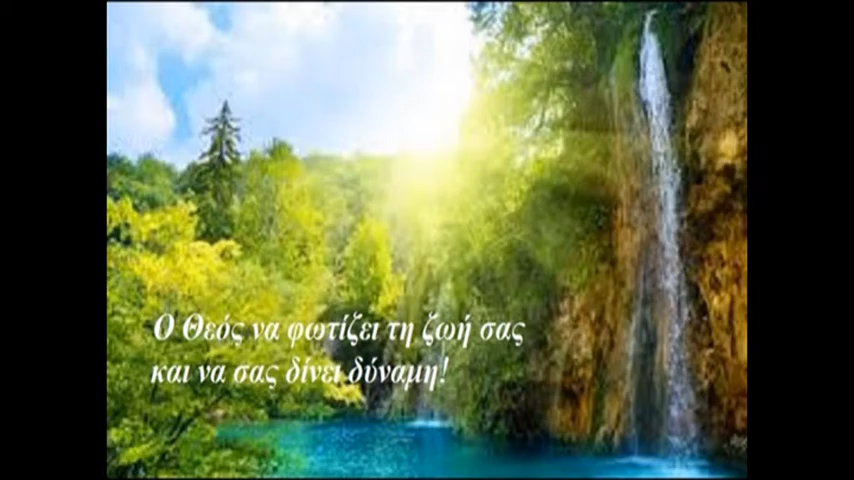 Ο Θεός να φωτίζει τη ζωή σας
και να σας δίνει δύναμη!